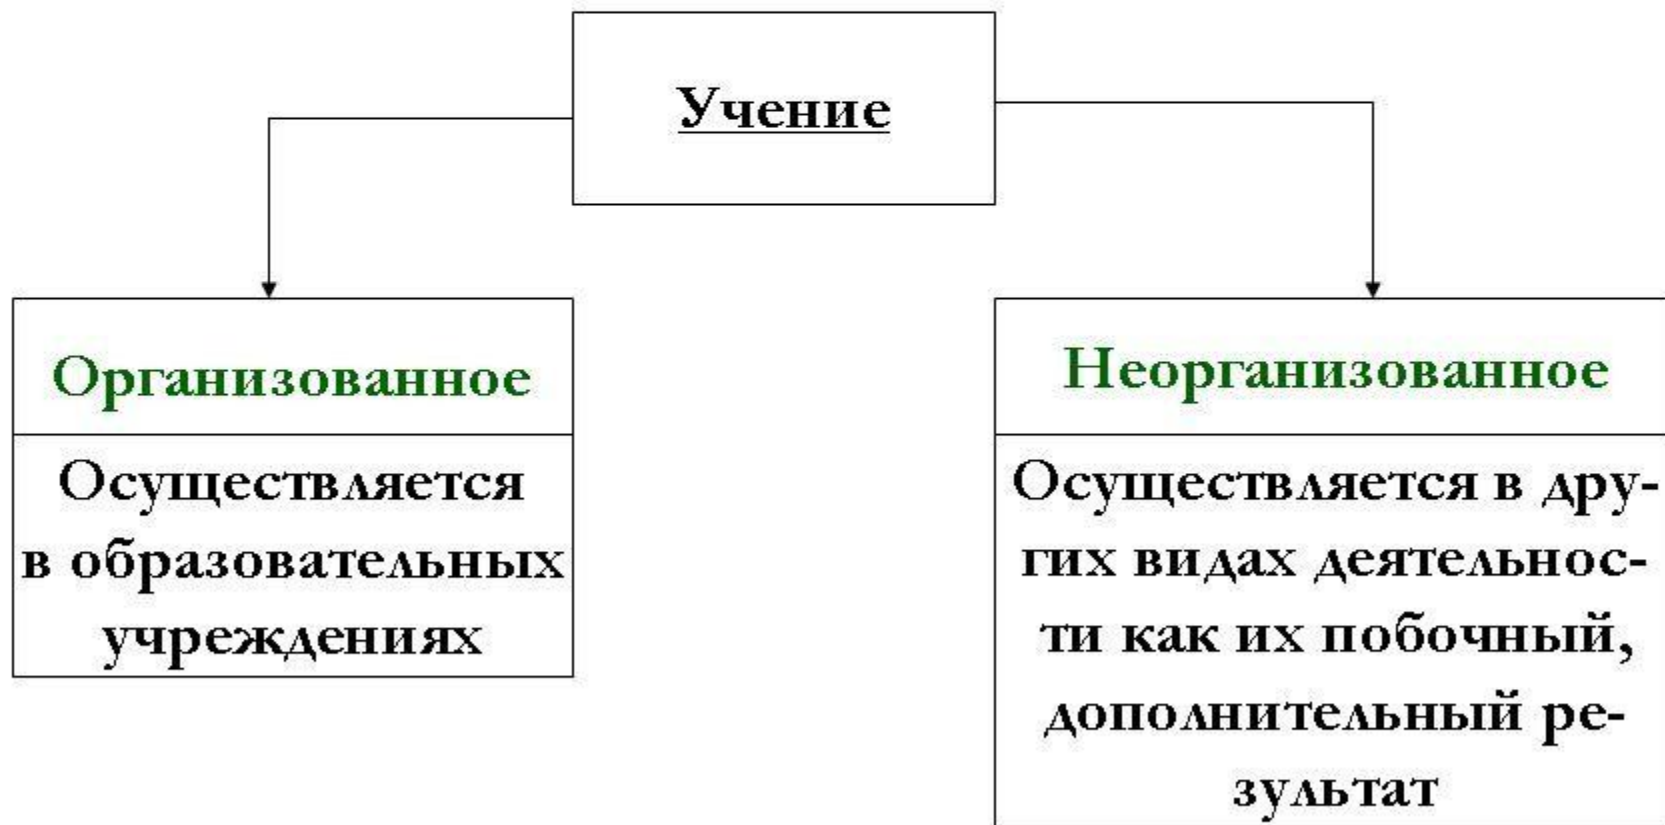 Учение
Организованное
Осуществляется
в образовательных
учреждениях
Неорганизованное
Осуществляется в дру-
гих видах деятельнос-
ти как их побочный,
дополнительный ре-
зультат